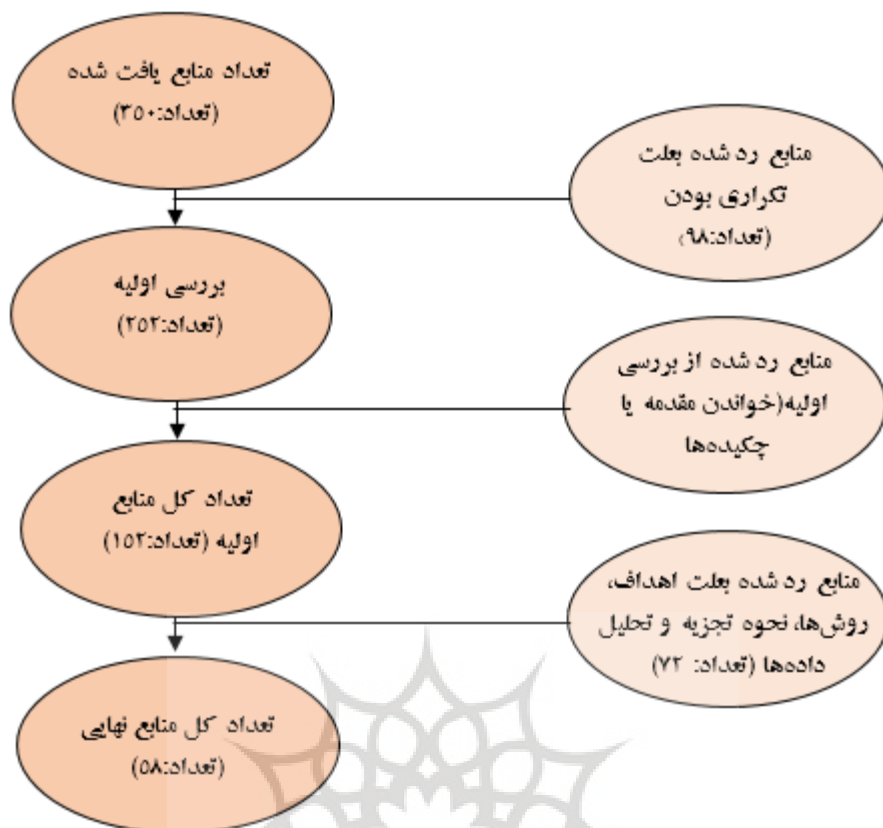 تعداد منابع یافت شده
(تعداد:۳۵۰)
منابع رد شده بعلت
تکراری بودن
(تعداد:۹۸)
بررسی اولیه
(تعداد:۲۵۲)
منابع رد شده از بررسی
اولیه(خواندن مقدمه یا
چکیده‌ها
تعداد کل منابع
اولیه (تعداد:۱۵۲)
منابع رد شده بعلت اهداف،
روش‌ها، نحوه تجزیه و تحلیل
داده‌ها (تعداد: ۷۲)
تعداد کل منابع نهایی
(تعداد:۵۸)